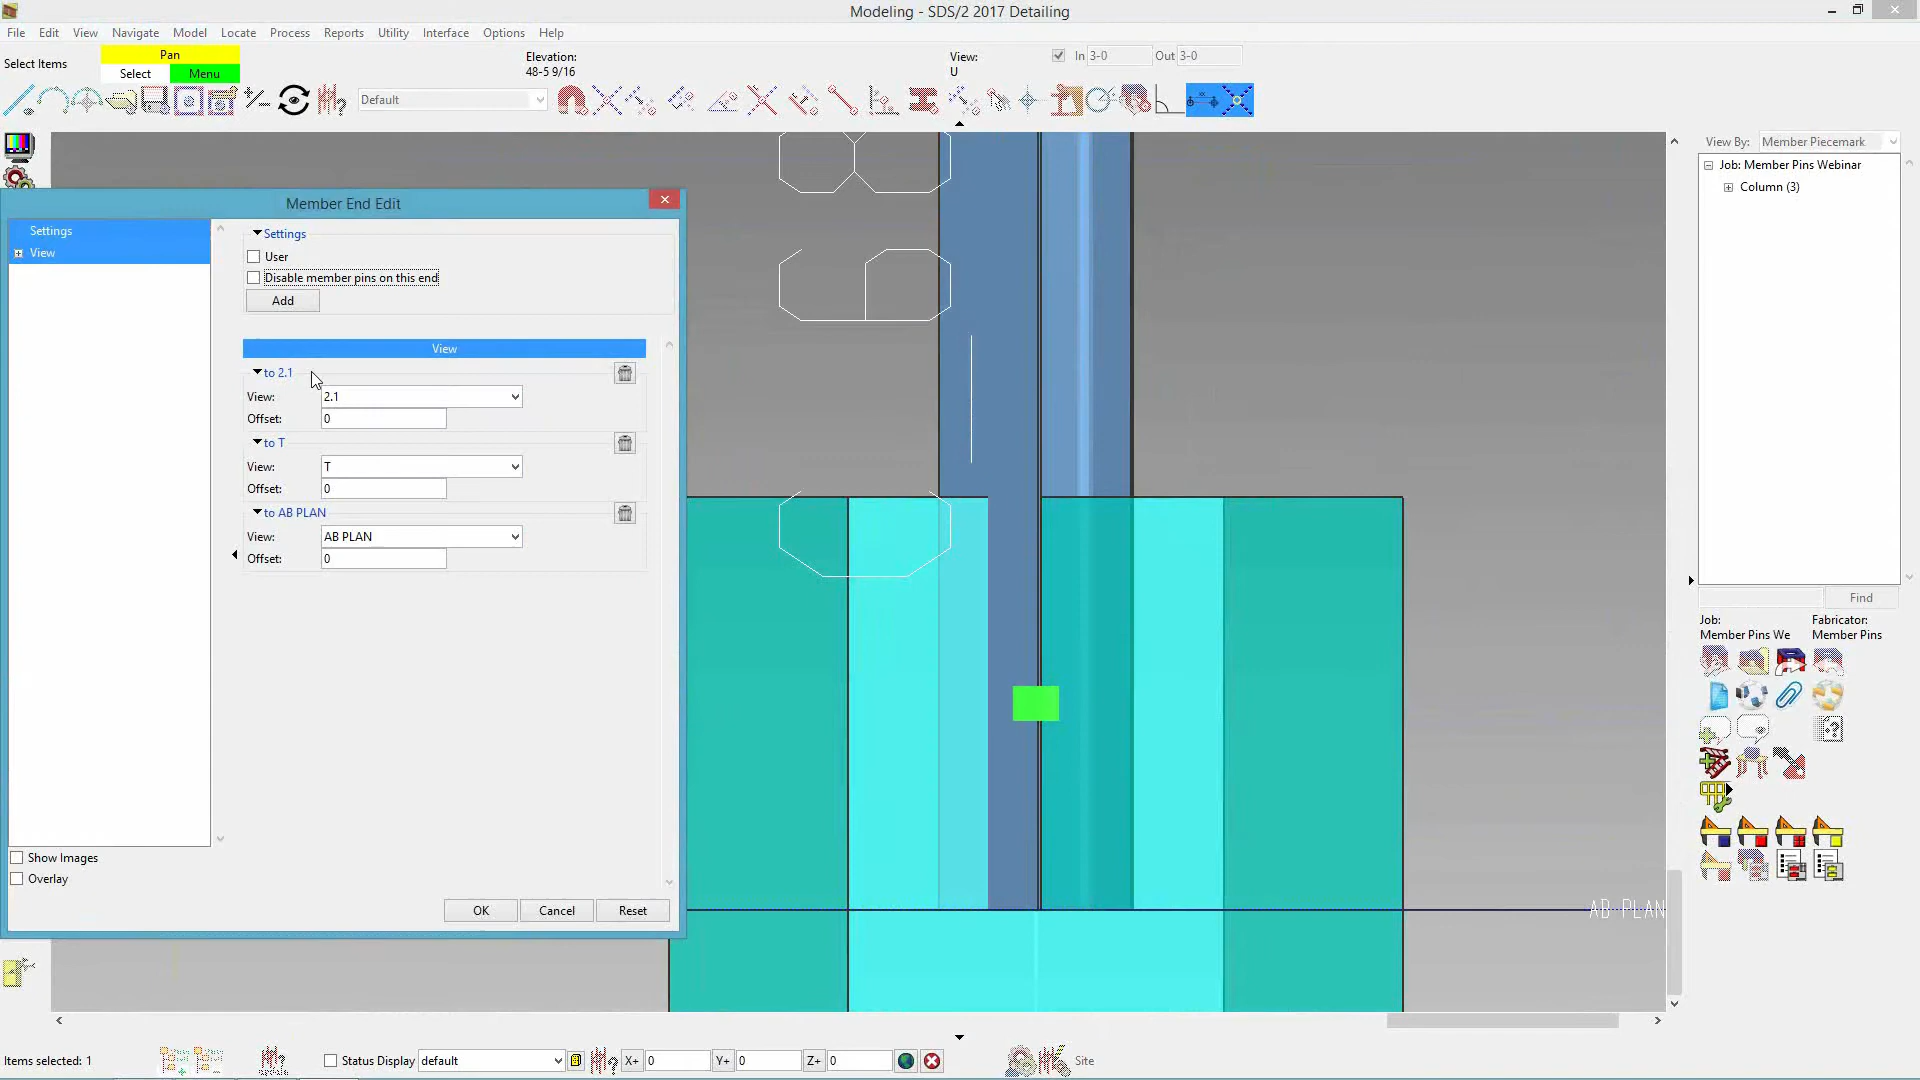 Modeling - SDS/2 2017 Detailing
File Edit View Navigate Model Locate Process Reports Utility Interface Options Help
Select Items
Pan
Select Menu
Elevation:
48-5 9/16
View:
U
In 3-0 Out 3-0
Default
View By: Member Piecemark
Job: Member Pins Webinar
Column (3)
Member End Edit
Settings
View
Settings
User
Disable member pins on this end
Add
View
to 2.1
View: 2.1
Offset: 0
to T
View: T
Offset: 0
to AB PLAN
View: AB PLAN
Offset: 0
Show Images
Overlay
OK Cancel Reset
AB PLAN
Find
Job: Fabricator:
Member Pins We Member Pins
Items selected: 1
Status Display default
X+ 0 Y+ 0 Z+ 0
Site